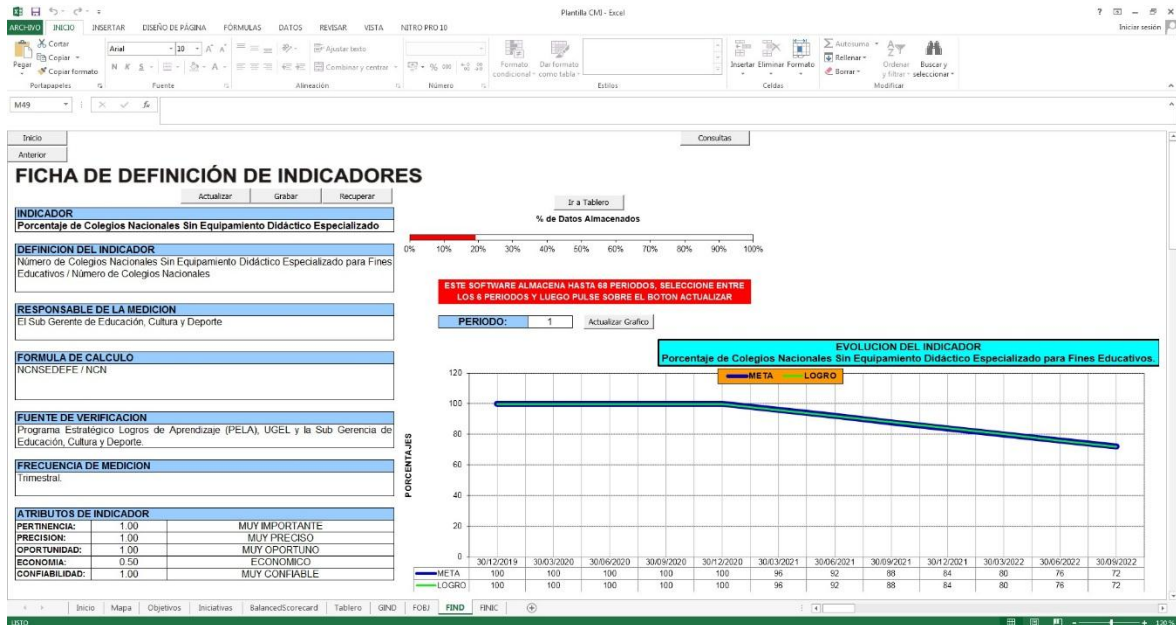 Plantilla CMI - Excel
Iniciar sesión
ARCHIVO INICIO INSERTAR DISEÑO DE PÁGINA FÓRMULAS DATOS REVISAR VISTA NITRO PRO 10
Cortar
Copiar
Copiar formato
Pegar
Portapapeles
Arial 10
N K S
Fuente
Ajustar texto
Combinar y centrar
Alineación
% 000
Número
Formato condicional
Dar formato como tabla
Estilos
Insertar Eliminar Formato
Celdas
Autosuma
Rellenar
Borrar
Ordenar y filtrar
Buscar y seleccionar
Modificar
M49
fx
Inicio
Consultas
Anterior
FICHA DE DEFINICIÓN DE INDICADORES
Actualizar Grabar Recuperar
INDICADOR
Porcentaje de Colegios Nacionales Sin Equipamiento Didáctico Especializado
DEFINICION DEL INDICADOR
Número de Colegios Nacionales Sin Equipamiento Didáctico Especializado para Fines
Educativos / Número de Colegios Nacionales
RESPONSABLE DE LA MEDICION
El Sub Gerente de Educación, Cultura y Deporte
FORMULA DE CALCULO
NCNSEDEFE / NCN
FUENTE DE VERIFICACION
Programa Estratégico Logros de Aprendizaje (PELA), UGEL y la Sub Gerencia de
Educación, Cultura y Deporte.
FRECUENCIA DE MEDICION
Trimestral.
ATRIBUTOS DE INDICADOR
PERTINENCIA: 1.00 MUY IMPORTANTE
PRECISION: 1.00 MUY PRECISO
OPORTUNIDAD: 1.00 MUY OPORTUNO
ECONOMIA: 0.50 ECONOMICO
CONFIABILIDAD: 1.00 MUY CONFIABLE
Ir a Tablero
% de Datos Almacenados
0% 10% 20% 30% 40% 50% 60% 70% 80% 90% 100%
ESTE SOFTWARE ALMACENA HASTA 68 PERIODOS, SELECCIONE ENTRE
LOS 6 PERIODOS Y LUEGO PULSE SOBRE EL BOTON ACTUALIZAR
PERIODO: 1 Actualizar Grafico
EVOLUCION DEL INDICADOR
Porcentaje de Colegios Nacionales Sin Equipamiento Didáctico Especializado para Fines Educativos.
META LOGRO
PORCENTAJES
120
100
80
60
40
20
0
30/12/2019 30/03/2020 30/06/2020 30/09/2020 30/12/2020 30/03/2021 30/06/2021 30/09/2021 30/12/2021 30/03/2022 30/06/2022 30/09/2022
META 100 100 100 100 100 96 92 88 84 80 76 72
LOGRO 100 100 100 100 100 96 92 88 84 80 76 72
Inicio Mapa Objetivos Iniciativas BalancedScorecard Tablero GIND FOBJ FIND FINIC
LISTO
120%